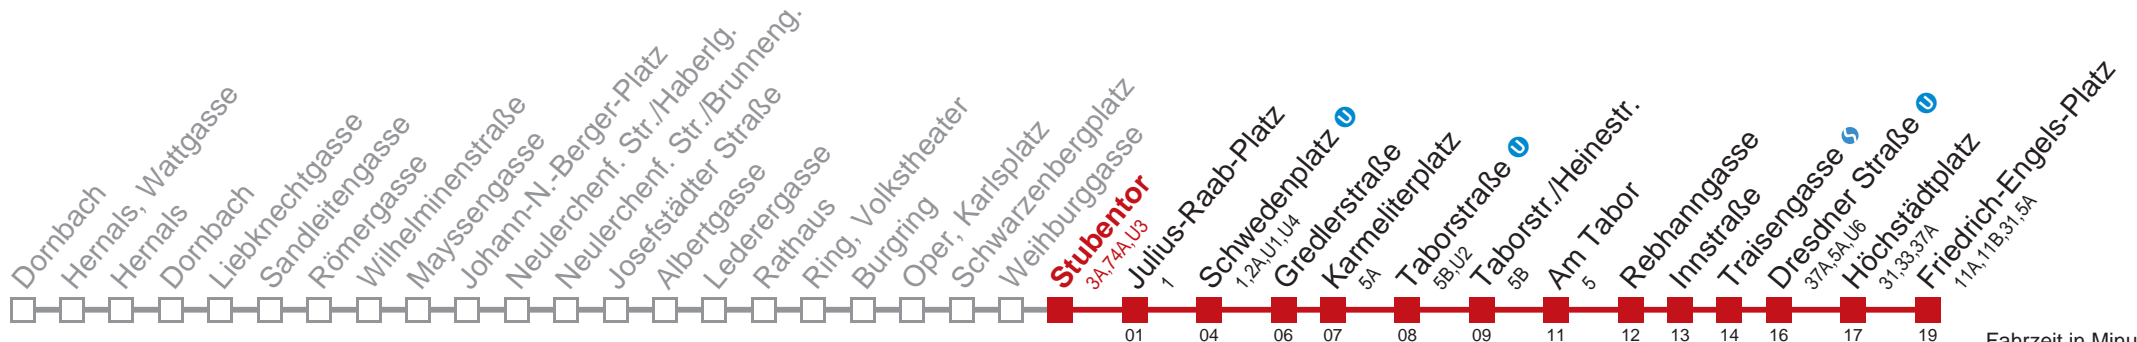 Dornbach
Hernals, Wattgasse
Hernals
Dornbach
Liebknechtgasse
Sandleitengasse
Römergasse
Wilhelminenstraße
Mayssengasse
Johann-N.-Berger-Platz
Neulerchenf. Str./Haberlg.
Neulerchenf. Str./Brunneng.
Josefstädter Straße
Albertgasse
Lederergasse
Rathaus
Ring, Volkstheater
Burgring
Oper, Karlsplatz
Schwarzenbergplatz
Weihburggasse
Stubentor
3A,74A,U3
Julius-Raab-Platz
1
Schwedenplatz U
1,2A,U1,U4
Gredlerstraße
Karmeliterplatz
5A
Taborstraße U
5B,U2
Taborstr./Heinestr.
5B
Am Tabor
5
Rebhanngasse
Innstraße
Traisengasse S
Dresdner Straße U
37A,5A,U6
Höchstädtplatz
31,33,37A
Friedrich-Engels-Platz
11A,11B,31,5A
01 04 06 07 08 09 11 12 13 14 16 17 19
Fahrzeit in Minu